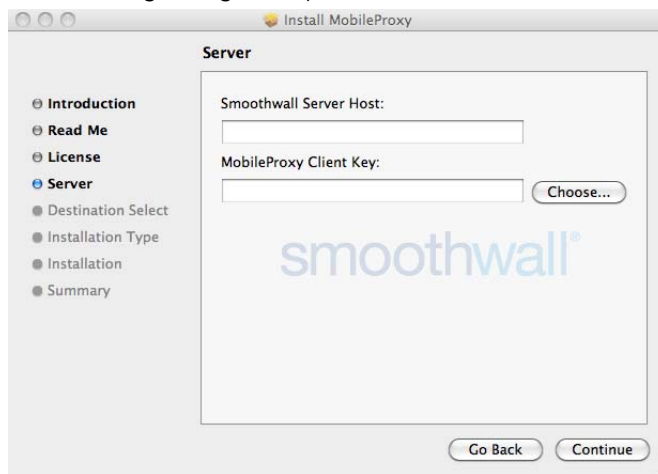 Install MobileProxy
Server
Introduction
Read Me
License
Server
Destination Select
Installation Type
Installation
Summary
Smoothwall Server Host:
MobileProxy Client Key:
Choose...
smoothwall®
Go Back
Continue